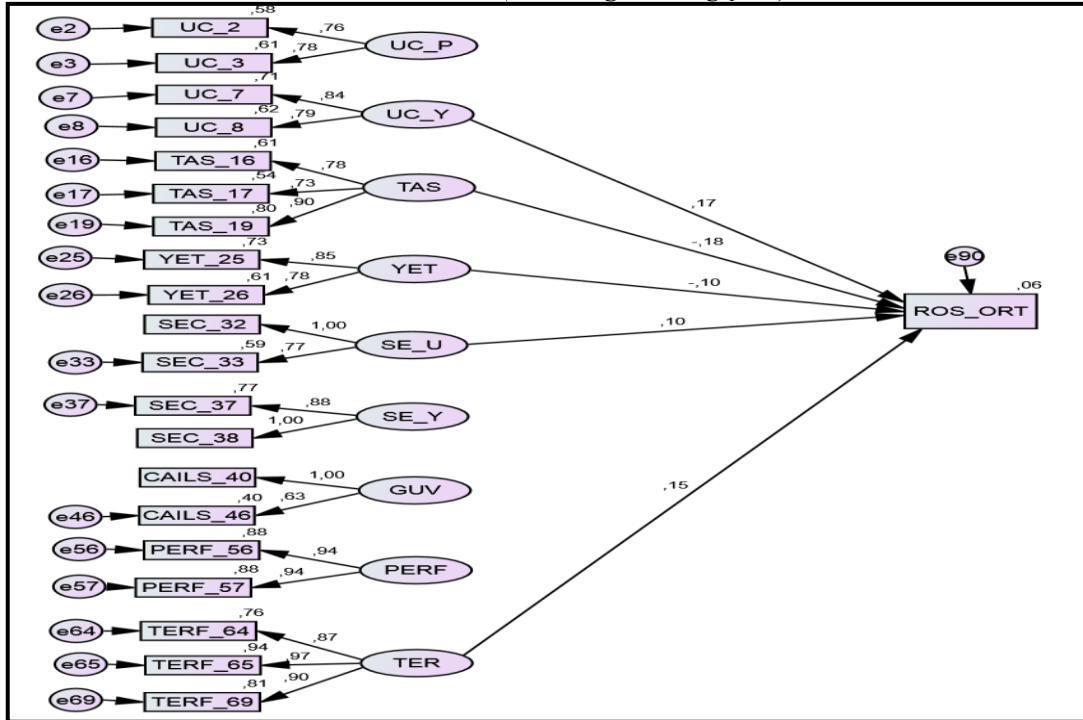 ,58
e2 UC_2 ,76
UC_P
,61 ,78
e3 UC_3
,71
e7 UC_7 ,84
UC_Y
,62 ,79
e8 UC_8
,61
e16 TAS_16 ,78
,54 ,73 TAS
e17 TAS_17
,80 ,90
e19 TAS_19
,17
-,18
,73
e25 YET_25 ,85
YET
,61 ,78
e26 YET_26
-,10
e90
,06
ROS_ORT
SEC_32 1,00
SE_U
,10
,59 ,77
e33 SEC_33
,77
e37 SEC_37 ,88
SE_Y
1,00
SEC_38
CAILS_40 1,00
GUV
,15
,40 ,63
e46 CAILS_46
,88
e56 PERF_56 ,94
PERF
,88 ,94
e57 PERF_57
,76
e64 TERF_64 ,87
,94 ,97
e65 TERF_65 TER
,81 ,90
e69 TERF_69